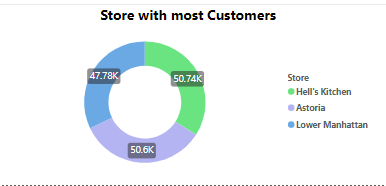 Store with most Customers
47.78K
50.74K
50.6K
Store
Hell's Kitchen
Astoria
Lower Manhattan